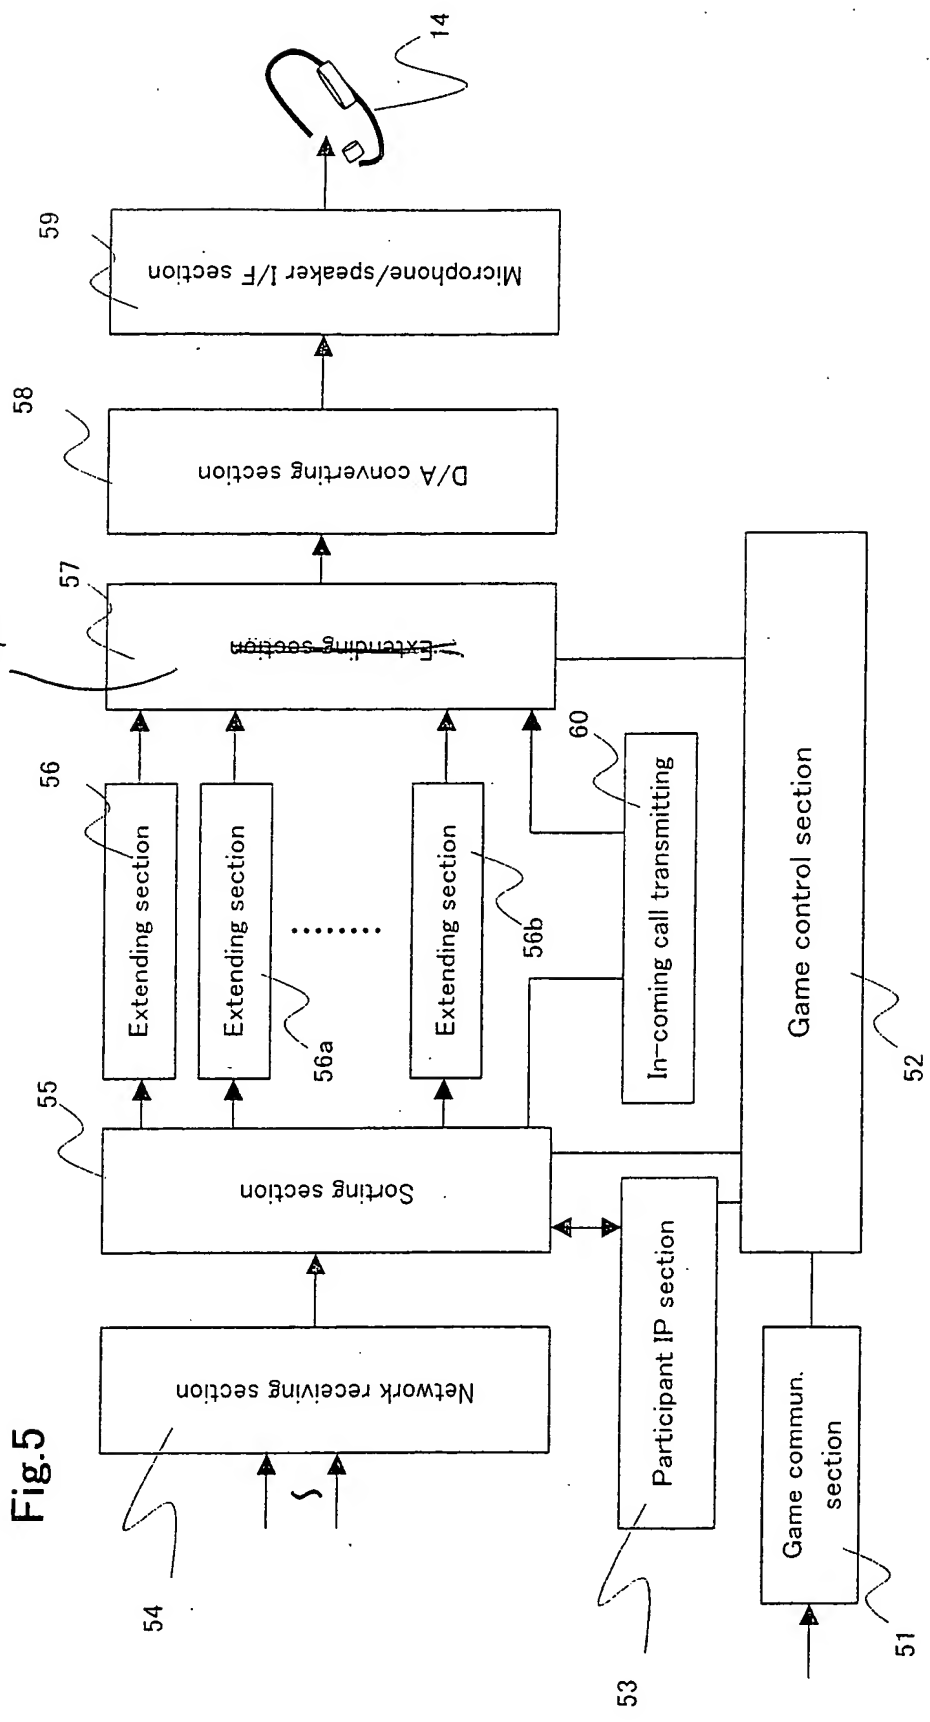 Fig.5
54
Network receiving section
55
Sorting section
56
Extending section
Extending section
56a
Extending section
56b
57
Extending section
58
D/A converting section
59
Microphone/speaker I/F section
14
53
Participant IP section
60
In-coming call transmitting
Game control section
52
Game commun.
section
51